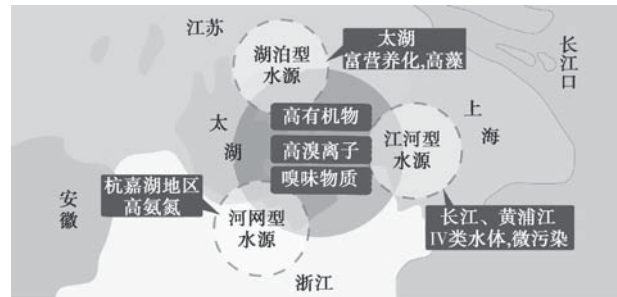 江苏
湖泊型
水源
太湖
富营养化,高藻
长江口
太
湖
高有机物
高溴离子
嗅味物质
江河型
水源
上
海
杭嘉湖地区
高氨氮
安徽
河网型
水源
长江、黄浦江
IV类水体,微污染
浙江